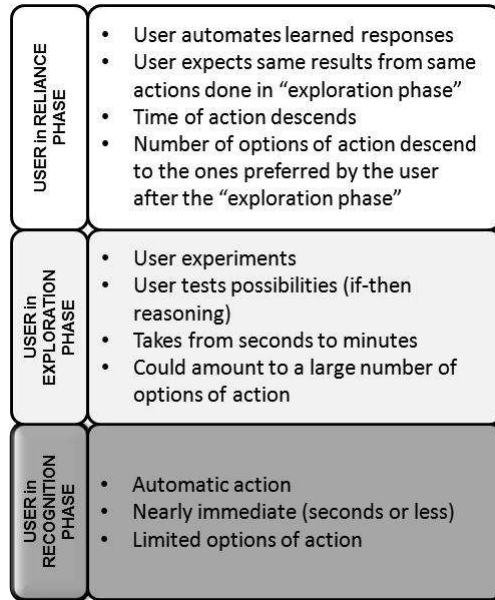 USER in RELIANCE
PHASE
• User automates learned responses
• User expects same results from same
actions done in “exploration phase”
• Time of action descends
• Number of options of action descend
to the ones preferred by the user
after the “exploration phase”
USER in
EXPLORATION
PHASE
• User experiments
• User tests possibilities (if-then
reasoning)
• Takes from seconds to minutes
• Could amount to a large number of
options of action
USER in
RECOGNITION
PHASE
• Automatic action
• Nearly immediate (seconds or less)
• Limited options of action